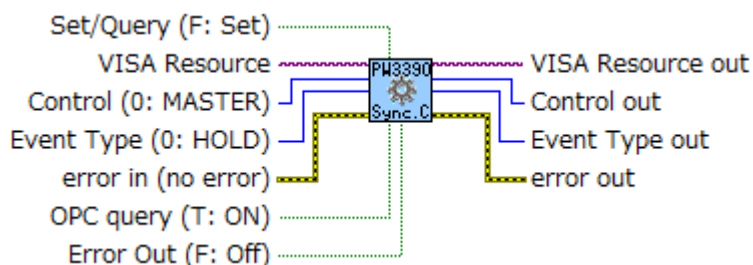 Set/Query (F: Set)
VISA Resource
Control (0: MASTER)
Event Type (0: HOLD)
error in (no error)
OPC query (T: ON)
Error Out (F: Off)
PW3390
Sync.C
VISA Resource out
Control out
Event Type out
error out